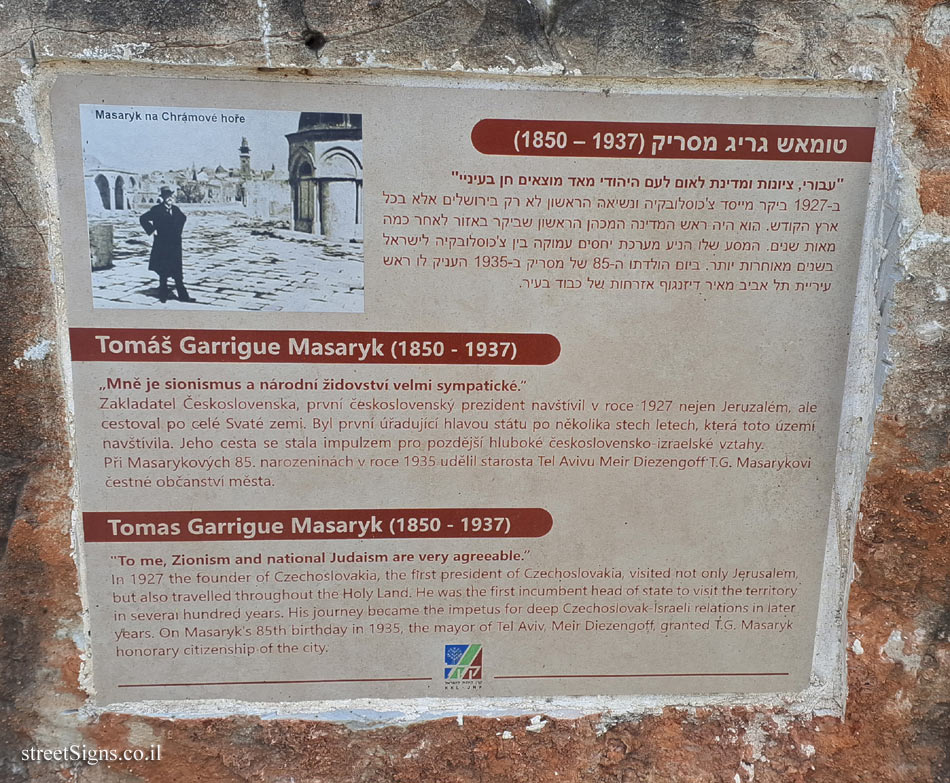 Masaryk na Chrámové hoře
טומאש גריג מסריק (1850 – 1937)
"עבורי, ציונות ומדינת לאום לעם היהודי מאד מוצאים חן בעיניי"
ב-1927 ביקר מייסד צ'כוסלובקיה ונשיאה הראשון לא רק בירושלים אלא בכל
ארץ הקודש. הוא היה ראש המדינה המכהן הראשון שביקר באזור לאחר כמה
מאות שנים. המסע שלו הניע מערכת יחסים עמוקה בין צ'כוסלובקיה לישראל
בשנים מאוחרות יותר. ביום הולדתו ה-85 של מסריק ב-1935 העניק לו ראש
עיריית תל אביב מאיר דיזנגוף אזרחות של כבוד בעיר.
Tomáš Garrigue Masaryk (1850 - 1937)
„Mně je sionismus a národní židovství velmi sympatické.”
Zakladatel Československa, první československý prezident navštívil v roce 1927 nejen Jeruzalém, ale
cestoval po celé Svaté zemi. Byl první úřadující hlavou státu po několika stech letech, která toto území
navštívila. Jeho cesta se stala impulzem pro pozdější hluboké československo-izraelské vztahy.
Při Masarykových 85. narozeninách v roce 1935 udělil starosta Tel Avivu Meir Diezengoff T.G. Masarykovi
čestné občanství města.
Tomas Garrigue Masaryk (1850 - 1937)
"To me, Zionism and national Judaism are very agreeable."
In 1927 the founder of Czechoslovakia, the first president of Czechoslovakia, visited not only Jerusalem,
but also travelled throughout the Holy Land. He was the first incumbent head of state to visit the territory
in several hundred years. His journey became the impetus for deep Czechoslovak-Israeli relations in later
years. On Masaryk's 85th birthday in 1935, the mayor of Tel Aviv, Meir Diezengoff, granted T.G. Masaryk
honorary citizenship of the city.
קרן קימת לישראל
KKL-JNF
streetSigns.co.il